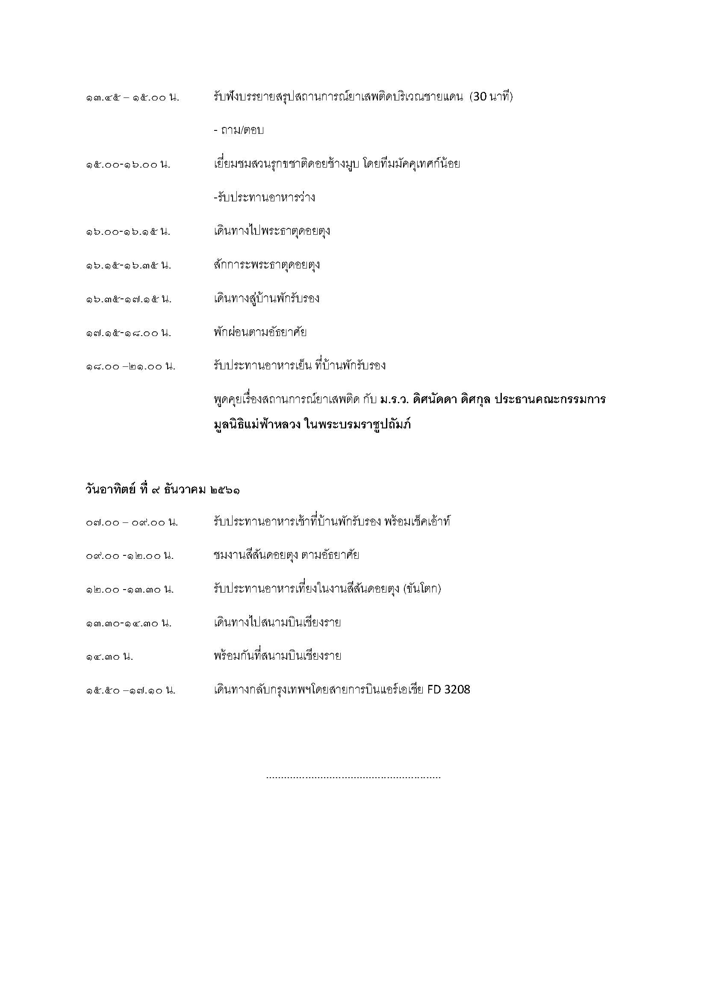 ๑๓.๔๕ – ๑๕.๐๐ น. รับฟังบรรยายสรุปสถานการณ์ยาเสพติดบริเวณชายแดน (30 นาที)
- ถาม/ตอบ
๑๕.๐๐-๑๖.๐๐ น. เยี่ยมชมสวนรุกขชาติดอยช้างมูบ โดยทีมมัคคุเทศก์น้อย
-รับประทานอาหารว่าง
๑๖.๐๐-๑๖.๑๕ น. เดินทางไปพระธาตุดอยตุง
๑๖.๑๕-๑๖.๓๕ น. สักการะพระธาตุดอยตุง
๑๖.๓๕-๑๗.๑๕ น. เดินทางสู่บ้านพักรับรอง
๑๗.๑๕-๑๘.๐๐ น. พักผ่อนตามอัธยาศัย
๑๘.๐๐ –๒๑.๐๐ น. รับประทานอาหารเย็น ที่บ้านพักรับรอง
พูดคุยเรื่องสถานการณ์ยาเสพติด กับ ม.ร.ว. ดิศนัดดา ดิศกุล ประธานคณะกรรมการ
มูลนิธิแม่ฟ้าหลวง ในพระบรมราชูปถัมภ์
วันอาทิตย์ ที่ ๙ ธันวาคม ๒๕๖๑
๐๗.๐๐ – ๐๙.๐๐ น. รับประทานอาหารเช้าที่บ้านพักรับรอง พร้อมเช็คเอ้าท์
๐๙.๐๐ -๑๒.๐๐ น. ชมงานสีสันดอยตุง ตามอัธยาศัย
๑๒.๐๐ -๑๓.๓๐ น. รับประทานอาหารเที่ยงในงานสีสันดอยตุง (ขันโตก)
๑๓.๓๐-๑๔.๓๐ น. เดินทางไปสนามบินเชียงราย
๑๔.๓๐ น. พร้อมกันที่สนามบินเชียงราย
๑๕.๕๐ –๑๗.๑๐ น. เดินทางกลับกรุงเทพฯโดยสายการบินแอร์เอเชีย FD 3208
..........................................................